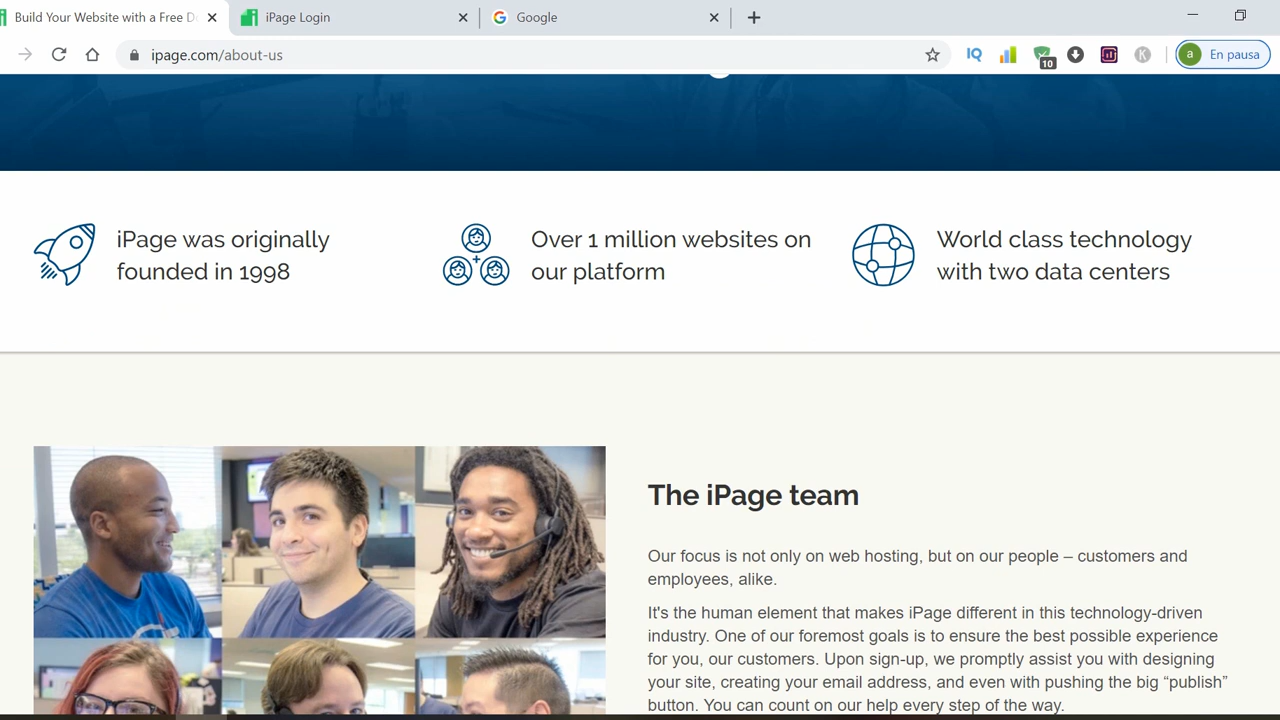 Build Your Website with a Free Do
iPage Login
Google
ipage.com/about-us
IQ
10
K
a
En pausa
iPage was originally
founded in 1998
Over 1 million websites on
our platform
World class technology
with two data centers
The iPage team
Our focus is not only on web hosting, but on our people – customers and
employees, alike.
It's the human element that makes iPage different in this technology-driven
industry. One of our foremost goals is to ensure the best possible experience
for you, our customers. Upon sign-up, we promptly assist you with designing
your site, creating your email address, and even with pushing the big “publish”
button. You can count on our help every step of the way.